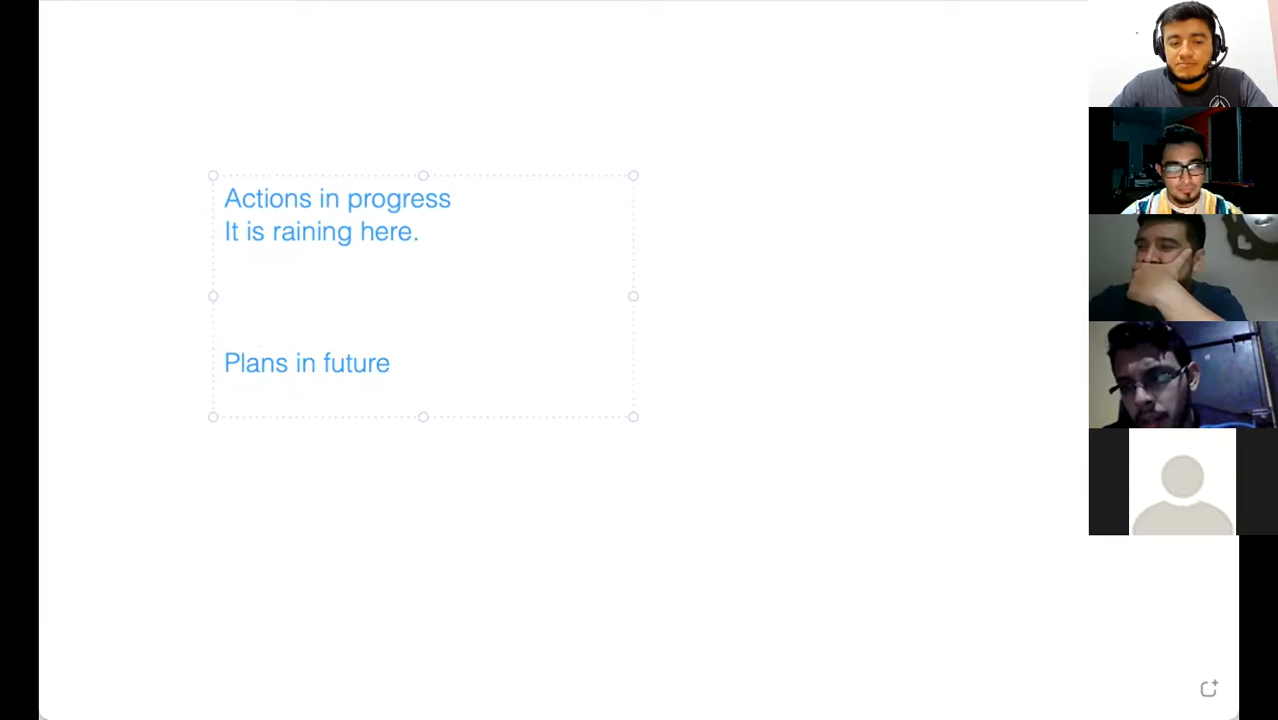 Actions in progress
It is raining here.
Plans in future